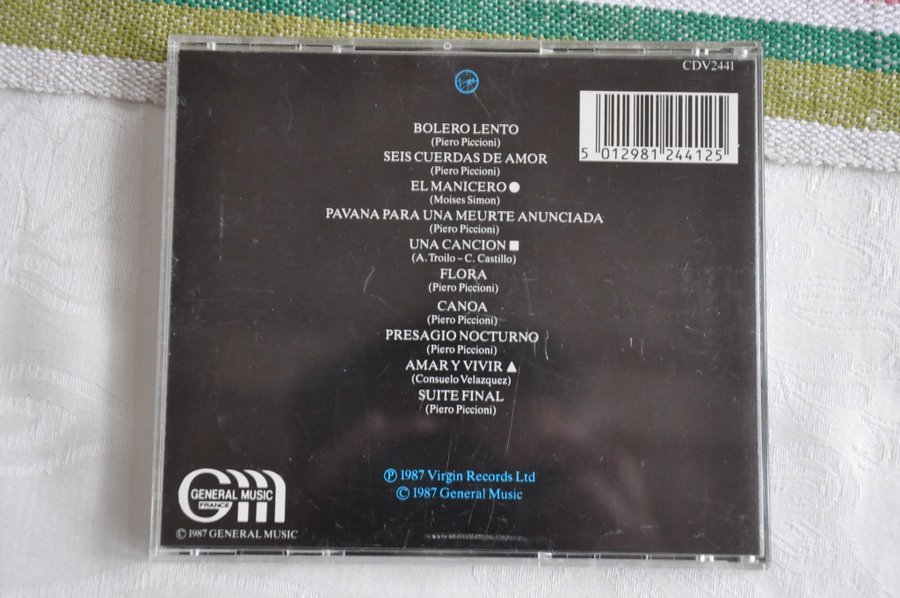 CDV2441
Virgin
5 012981 244125
BOLERO LENTO
(Piero Piccioni)
SEIS CUERDAS DE AMOR
(Piero Piccioni)
EL MANICERO ●
(Moises Simon)
PAVANA PARA UNA MEURTE ANUNCIADA
(Piero Piccioni)
UNA CANCION ■
(A. Troilo – C. Castillo)
FLORA
(Piero Piccioni)
CANOA
(Piero Piccioni)
PRESAGIO NOCTURNO
(Piero Piccioni)
AMAR Y VIVIR ▲
(Consuelo Velazquez)
SUITE FINAL
(Piero Piccioni)
℗ 1987 Virgin Records Ltd
© 1987 General Music
GENERAL MUSIC
FRANCE
© 1987 GENERAL MUSIC